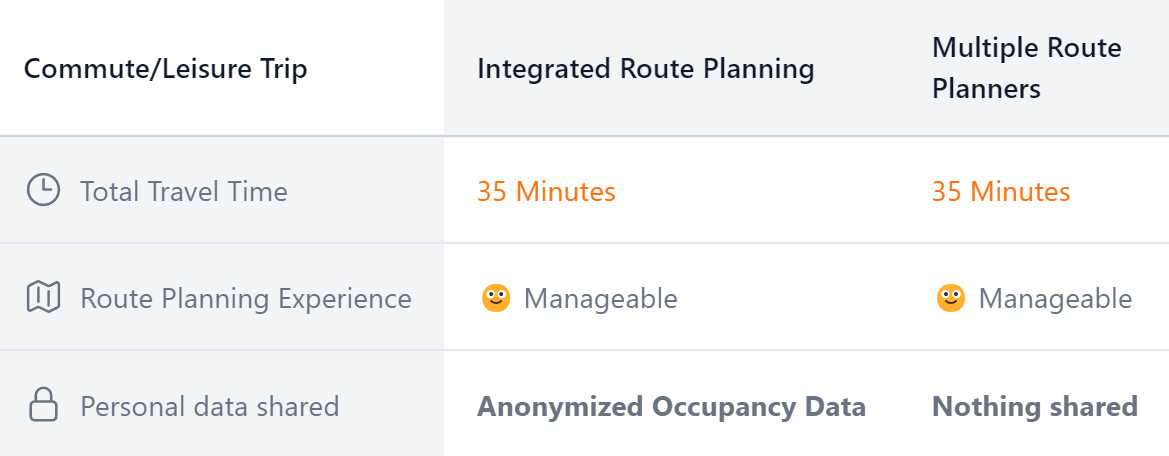 Commute/Leisure Trip
Integrated Route Planning
Multiple Route
Planners
Total Travel Time
35 Minutes
35 Minutes
Route Planning Experience
Manageable
Manageable
Personal data shared
Anonymized Occupancy Data
Nothing shared